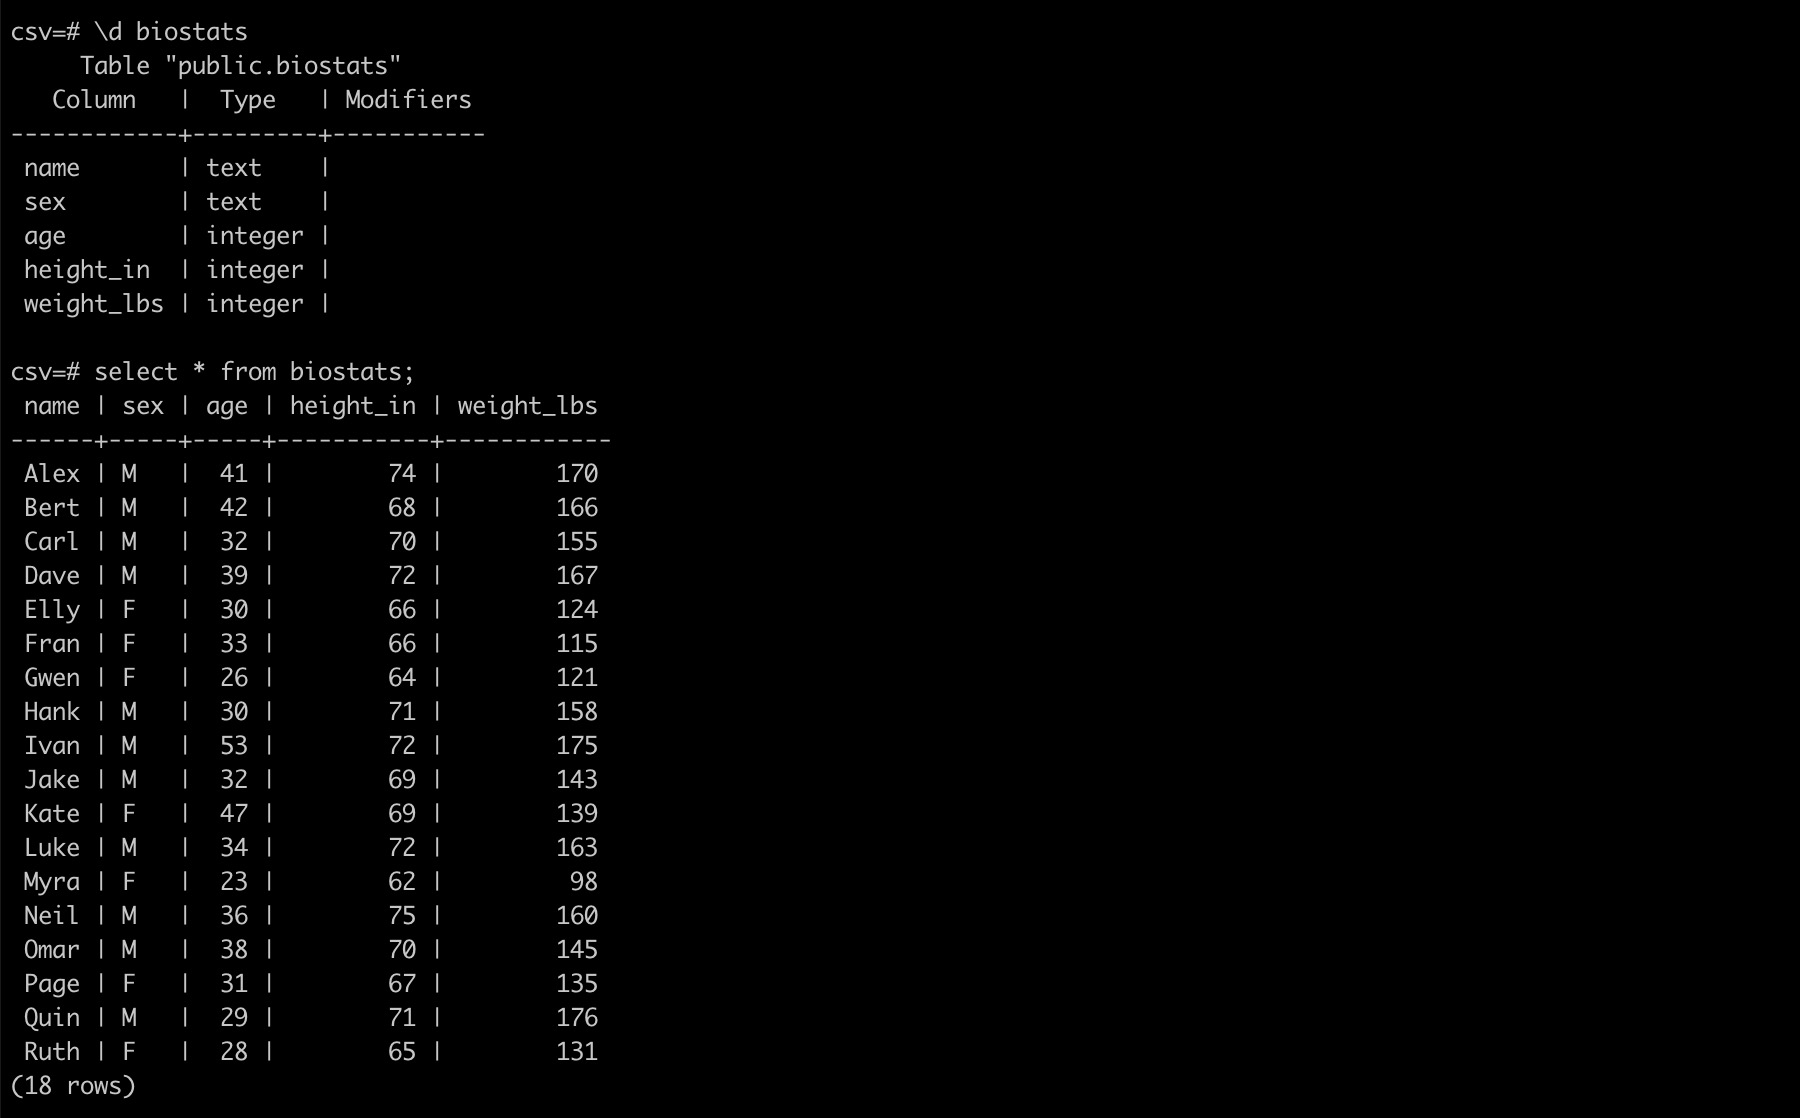 csv=# \d biostats
     Table "public.biostats"
   Column   |  Type   | Modifiers
------------+---------+-----------
 name       | text    |
 sex        | text    |
 age        | integer |
 height_in  | integer |
 weight_lbs | integer |

csv=# select * from biostats;
 name | sex | age | height_in | weight_lbs
------+-----+-----+-----------+------------
 Alex | M   |  41 |        74 |        170
 Bert | M   |  42 |        68 |        166
 Carl | M   |  32 |        70 |        155
 Dave | M   |  39 |        72 |        167
 Elly | F   |  30 |        66 |        124
 Fran | F   |  33 |        66 |        115
 Gwen | F   |  26 |        64 |        121
 Hank | M   |  30 |        71 |        158
 Ivan | M   |  53 |        72 |        175
 Jake | M   |  32 |        69 |        143
 Kate | F   |  47 |        69 |        139
 Luke | M   |  34 |        72 |        163
 Myra | F   |  23 |        62 |         98
 Neil | M   |  36 |        75 |        160
 Omar | M   |  38 |        70 |        145
 Page | F   |  31 |        67 |        135
 Quin | M   |  29 |        71 |        176
 Ruth | F   |  28 |        65 |        131
(18 rows)